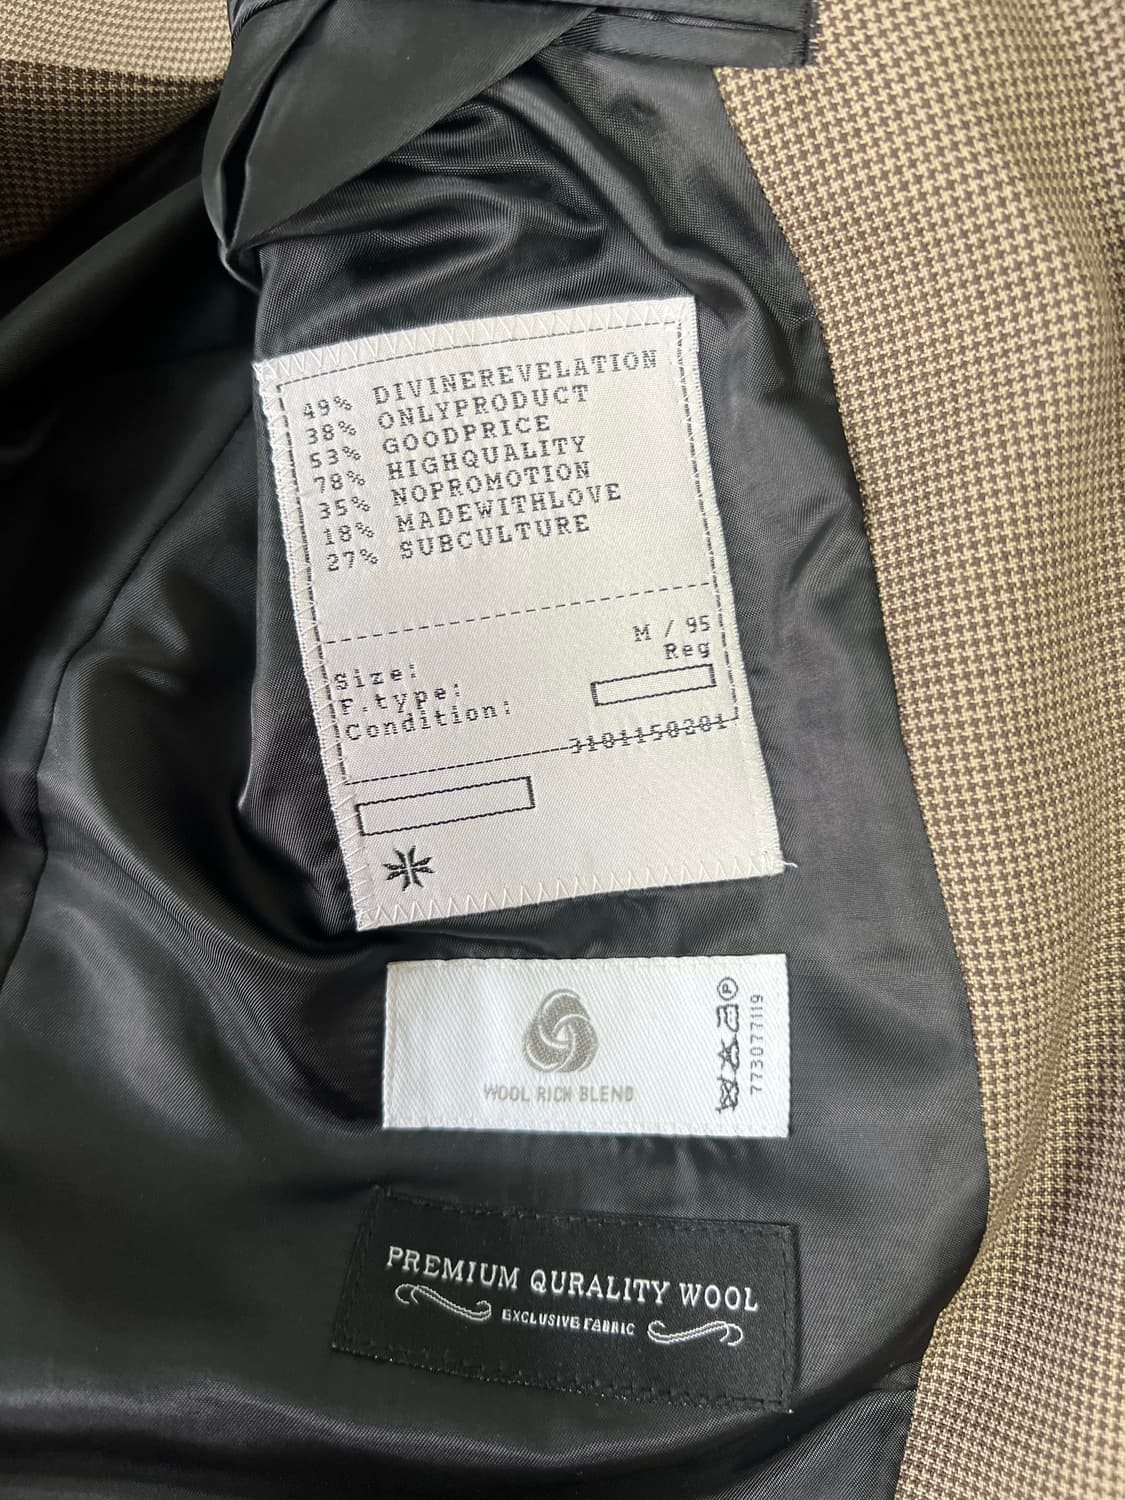 49% DIVINEREVELATION
38% ONLYPRODUCT
53% GOODPRICE
78% HIGHQUALITY
35% NOPROMOTION
18% MADEWITHLOVE
27% SUBCULTURE
Size: M / 95
F.type: Reg
Condition:
3101150201
WOOL RICH BLEND
P
773077119
PREMIUM QURALITY WOOL
EXCLUSIVE FABRIC